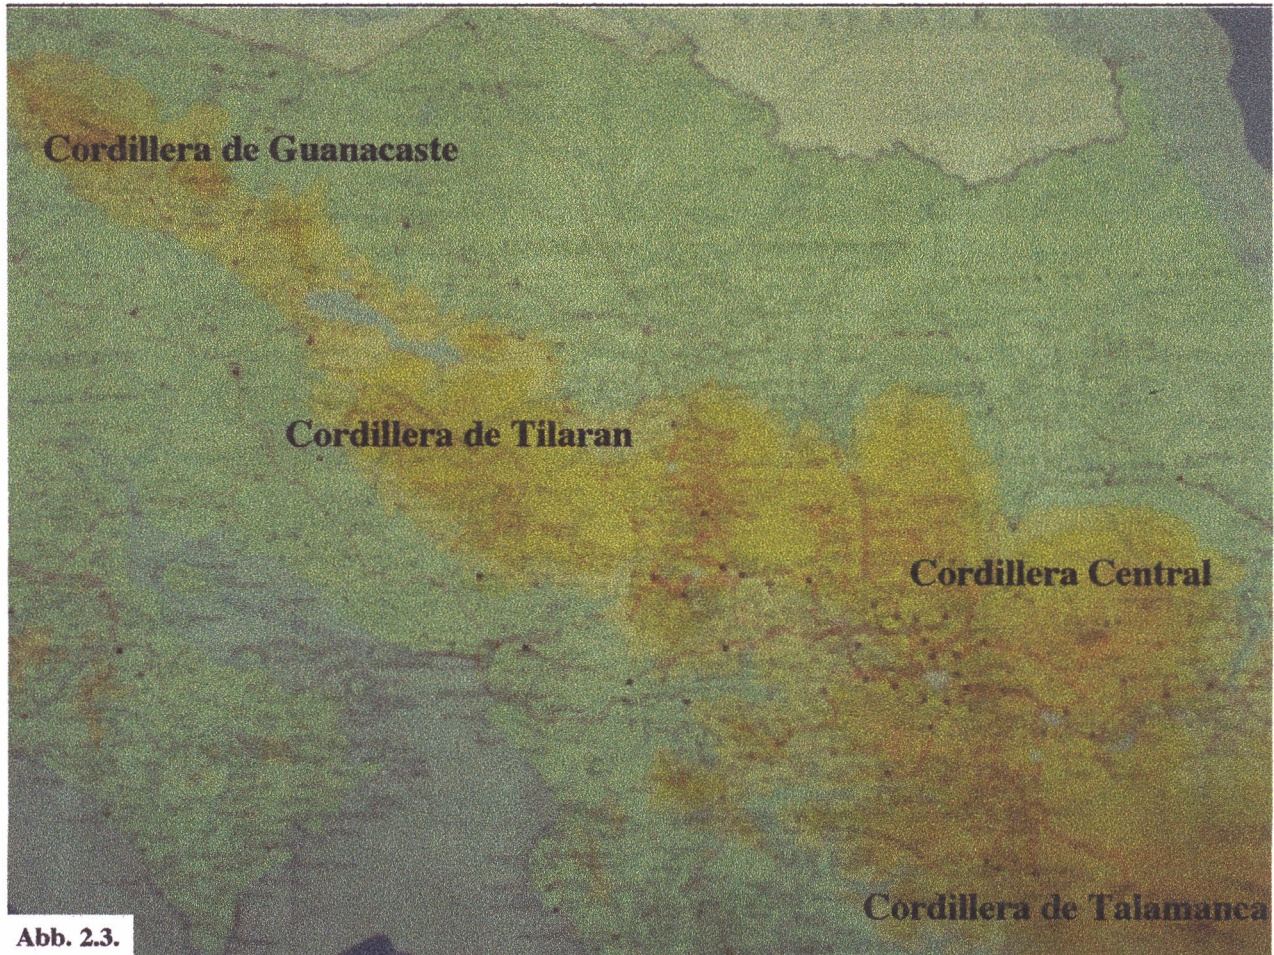 Cordillera de Guanacaste
Cordillera de Tilaran
Cordillera Central
Cordillera de Talamanca
Abb. 2.3.